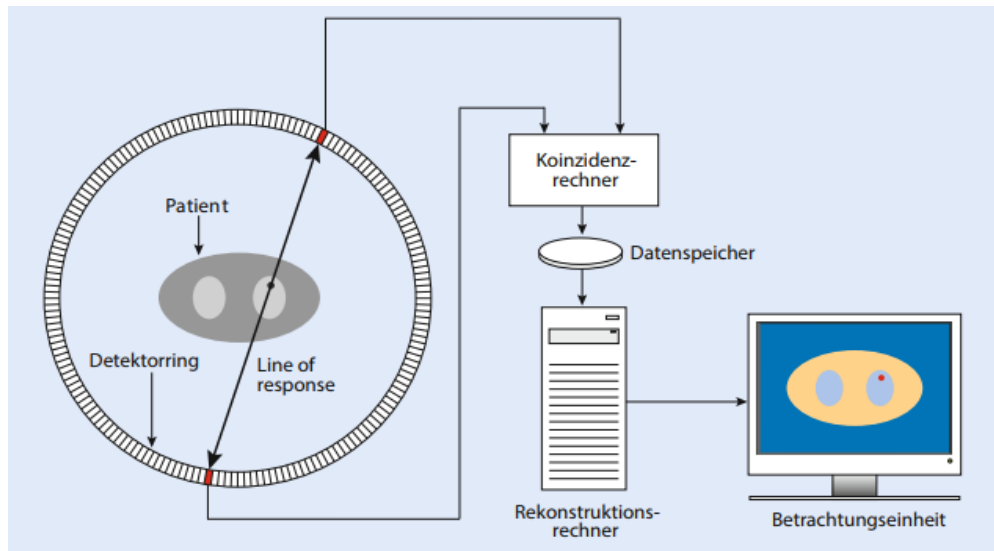 Patient
Detektorring
Line of
response
Koinzidenz-
rechner
Datenspeicher
Rekonstruktions-
rechner
Betrachtungseinheit